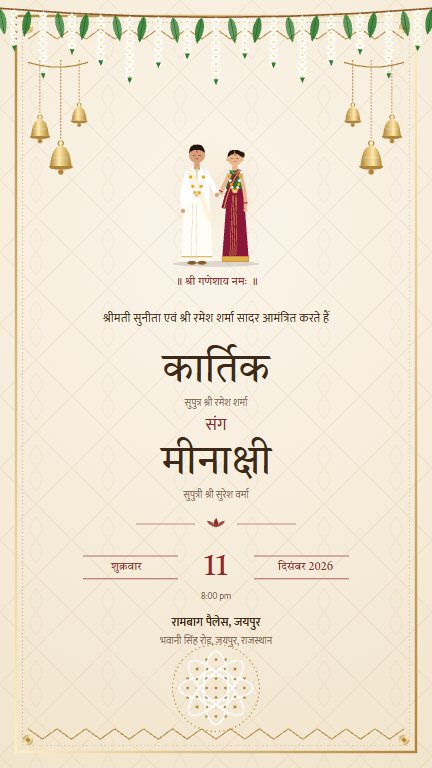 ॥ श्री गणेशाय नमः ॥
श्रीमती सुनीता एवं श्री रमेश शर्मा सादर आमंत्रित करते हैं
कार्तिक
सुपुत्र श्री रमेश शर्मा
संग
मीनाक्षी
सुपुत्री श्री सुरेश वर्मा
शुक्रवार
11
दिसंबर 2026
8:00 pm
रामबाग पैलेस, जयपुर
भवानी सिंह रोड, जयपुर, राजस्थान